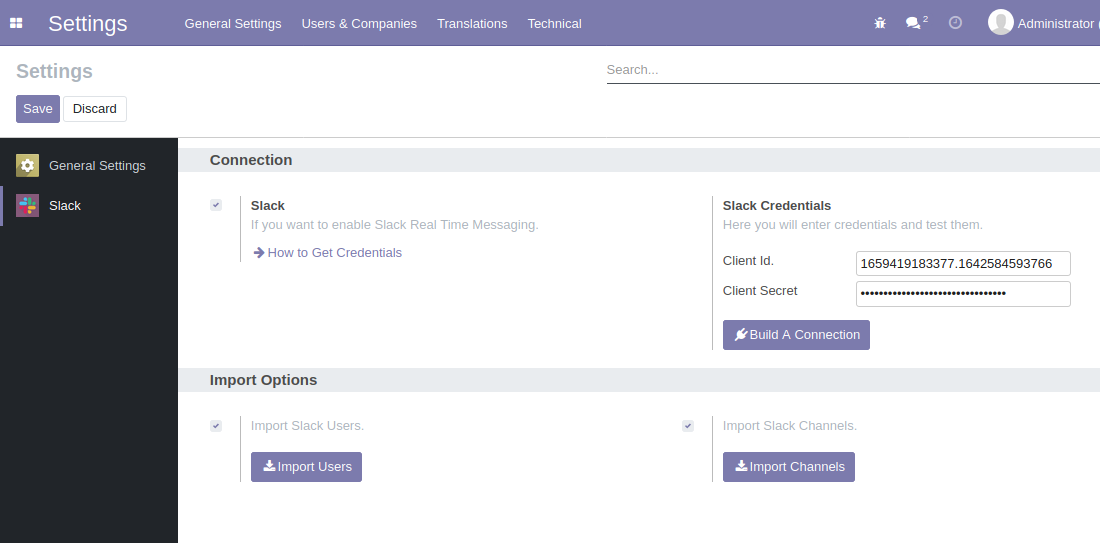 Settings General Settings Users & Companies Translations Technical 2 Administrator (
Settings
Search...
Save Discard
General Settings
Slack
Connection
Slack
If you want to enable Slack Real Time Messaging.
How to Get Credentials
Slack Credentials
Here you will enter credentials and test them.
Client Id. 1659419183377.1642584593766
Client Secret ••••••••••••••••••••••••••••••••
Build A Connection
Import Options
Import Slack Users.
Import Users
Import Slack Channels.
Import Channels